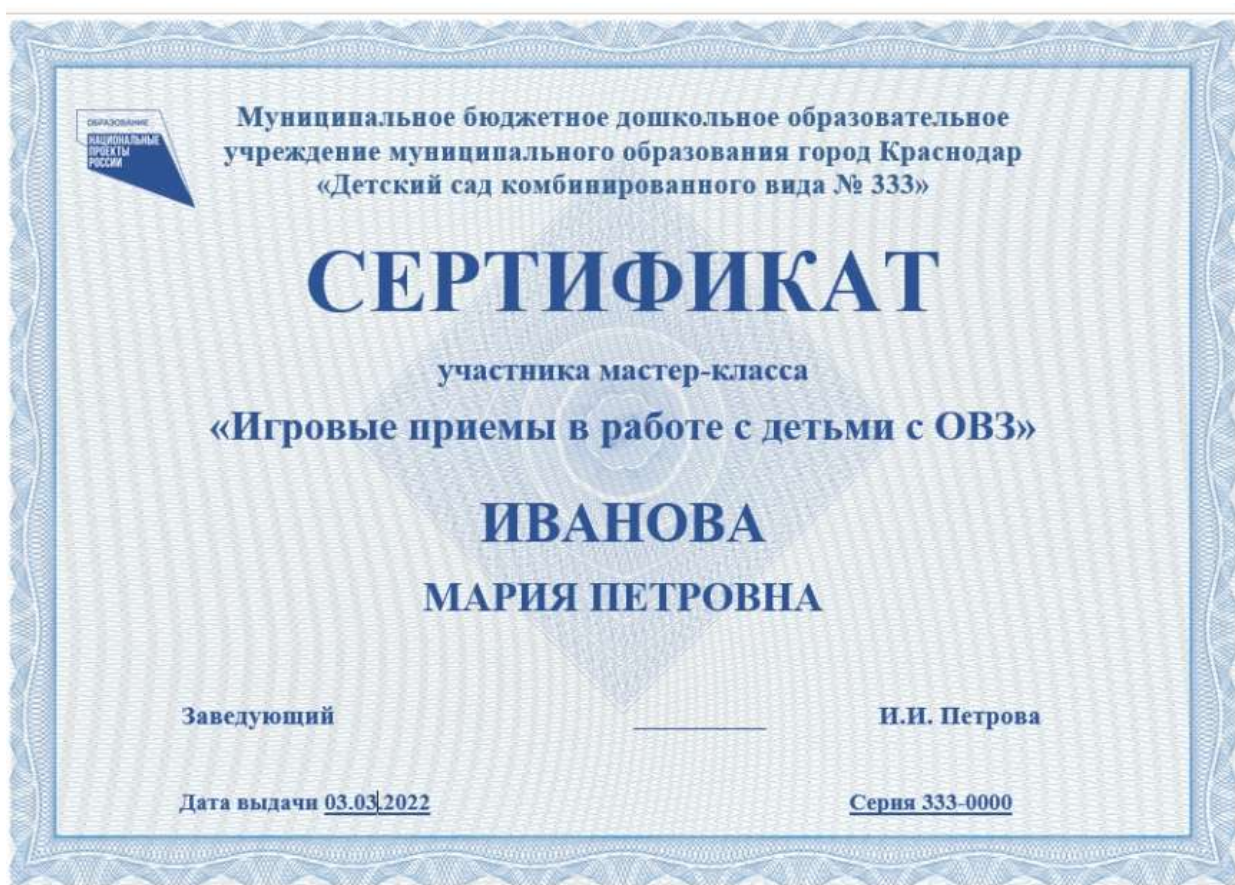 ОБРАЗОВАНИЕ
НАЦИОНАЛЬНЫЕ
ПРОЕКТЫ
РОССИИ
Муниципальное бюджетное дошкольное образовательное
учреждение муниципального образования город Краснодар
«Детский сад комбинированного вида № 333»
СЕРТИФИКАТ
участника мастер-класса
«Игровые приемы в работе с детьми с ОВЗ»
ИВАНОВА
МАРИЯ ПЕТРОВНА
Заведующий __________ И.И. Петрова
Дата выдачи 03.03.2022 Серия 333-0000